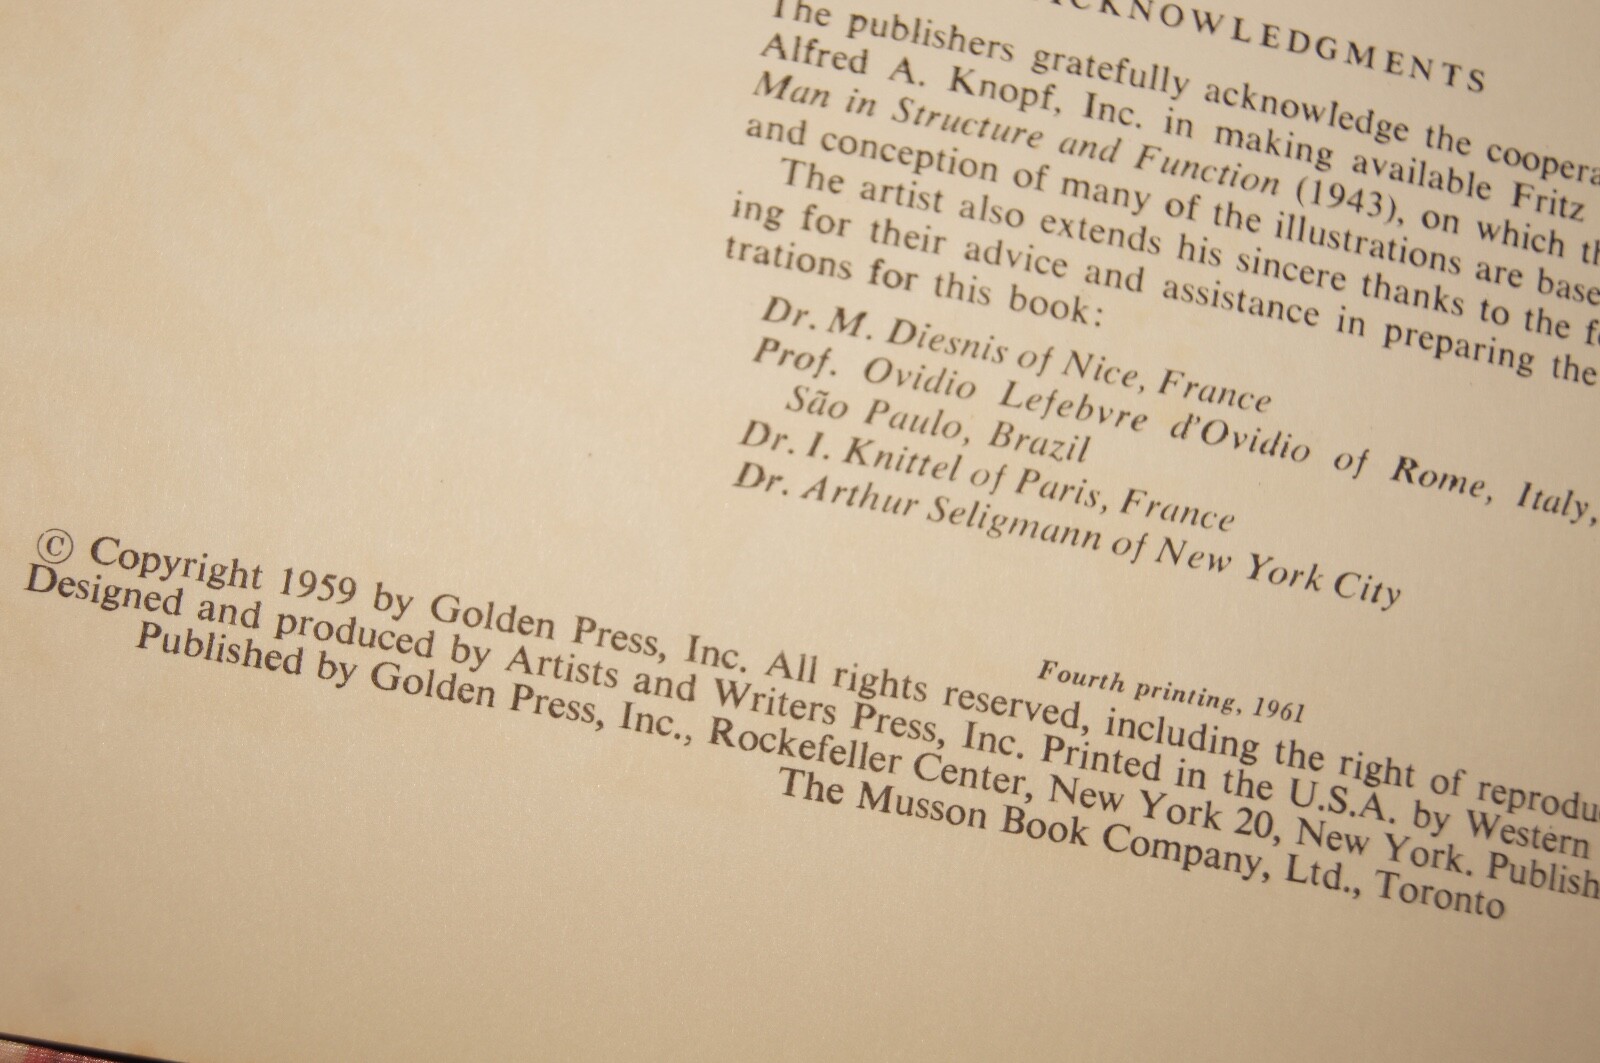 ACKNOWLEDGMENTS
The publishers gratefully acknowledge the
Alfred A. Knopf, Inc. in making available Fritz
Man in Structure and Function (1943), on which
and conception of many of the illustrations are
The artist also extends his sincere thanks to the
ing for their advice and assistance in preparing the
trations for this book:
Dr. M. Diesnis of Nice, France
Prof. Ovidio Lefebvre d'Ovidio of Rome, Italy,
São Paulo, Brazil
Dr. I. Knittel of Paris, France
Dr. Arthur Seligmann of New York City
Fourth printing, 1961
© Copyright 1959 by Golden Press, Inc. All rights reserved, including the right of
Designed and produced by Artists and Writers Press, Inc. Printed in the U.S.A. by Western
Published by Golden Press, Inc., Rockefeller Center, New York 20, New York.
The Musson Book Company, Ltd., Toronto